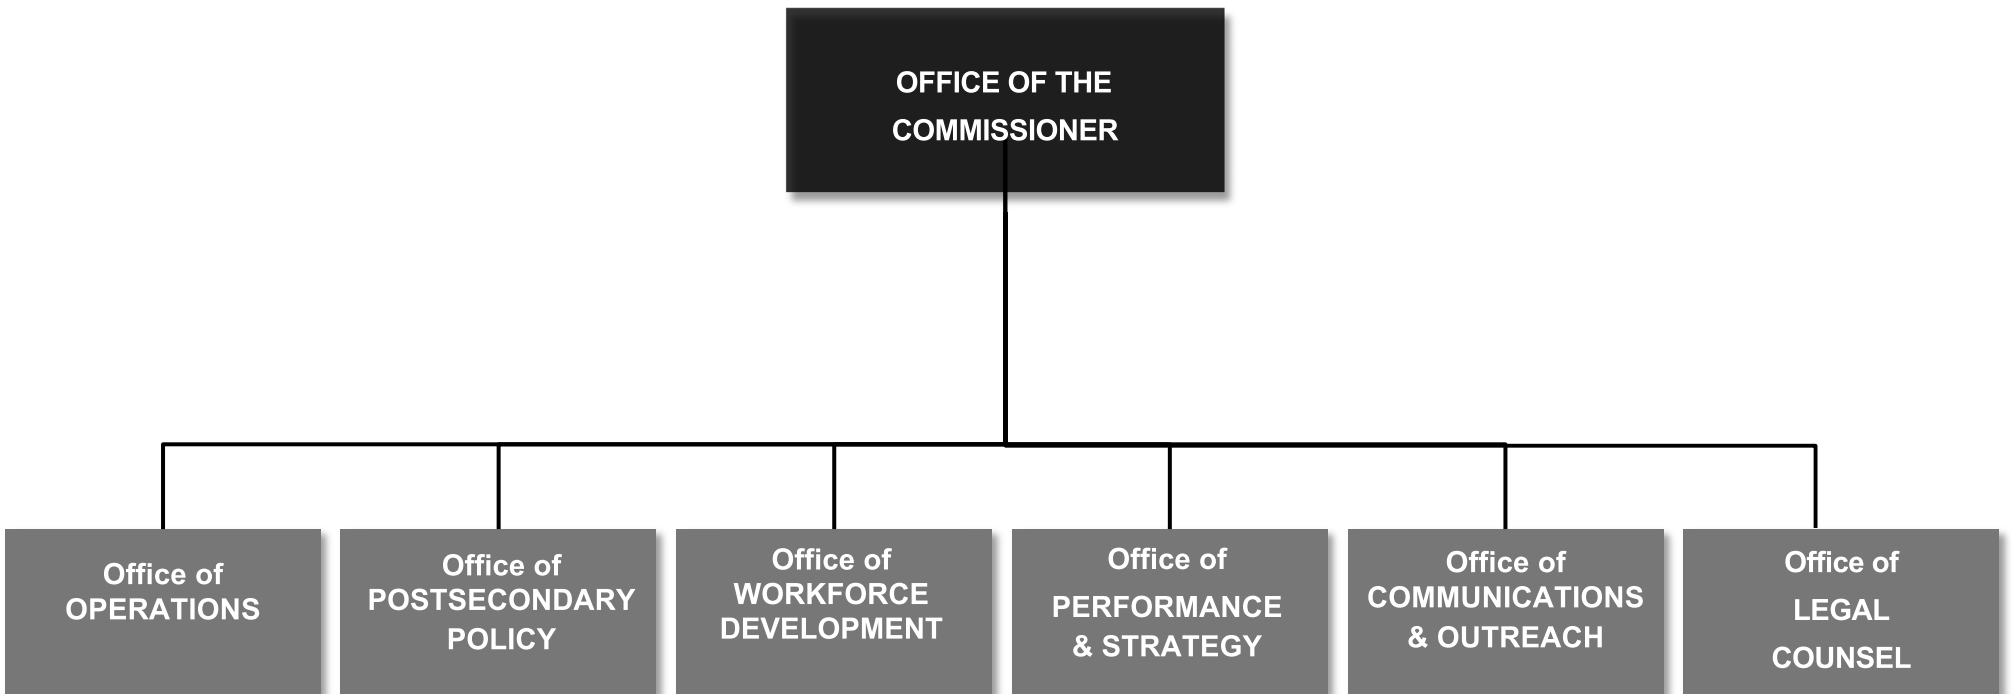 OFFICE OF THE
COMMISSIONER
Office of
OPERATIONS
Office of
POSTSECONDARY
POLICY
Office of
WORKFORCE
DEVELOPMENT
Office of
PERFORMANCE
& STRATEGY
Office of
COMMUNICATIONS
& OUTREACH
Office of
LEGAL
COUNSEL